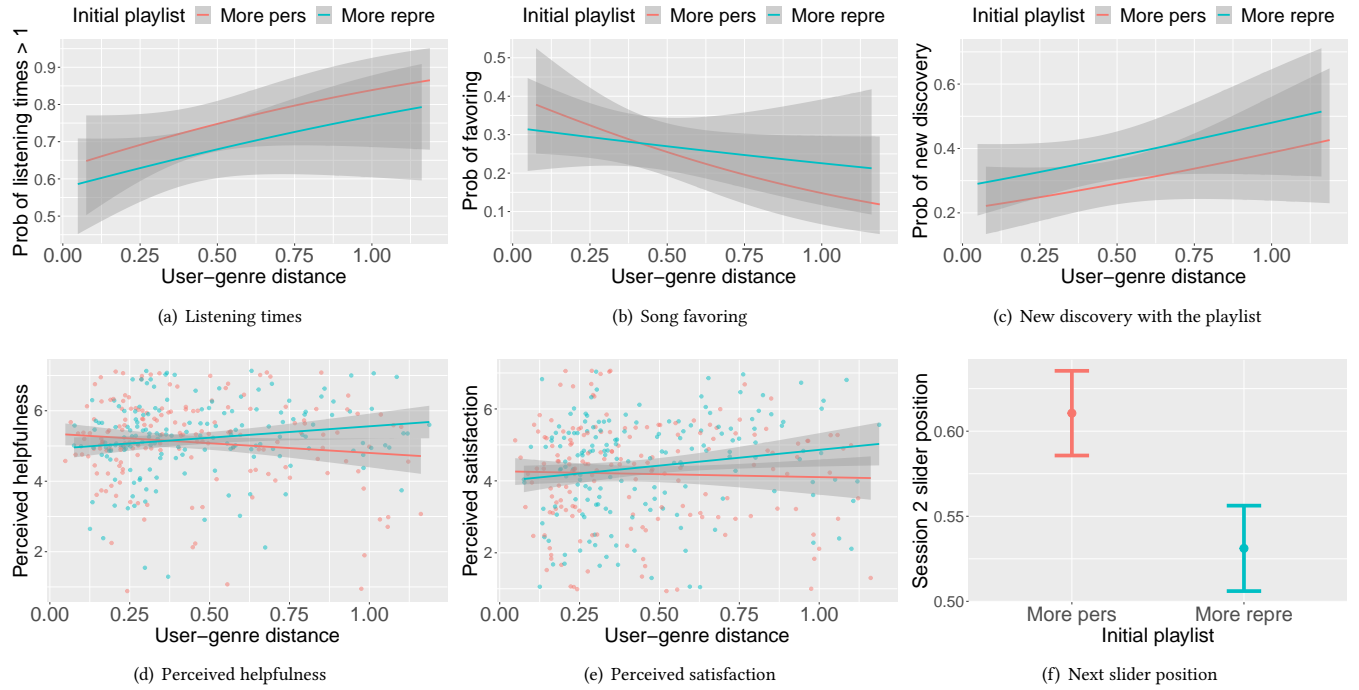 Initial playlist More pers More repre
Prob of listening times > 1
0.9
0.8
0.7
0.6
0.5
0.00 0.25 0.50 0.75 1.00
User−genre distance
(a) Listening times
Initial playlist More pers More repre
Prob of favoring
0.5
0.4
0.3
0.2
0.1
0.00 0.25 0.50 0.75 1.00
User−genre distance
(b) Song favoring
Initial playlist More pers More repre
Prob of new discovery
0.6
0.4
0.2
0.00 0.25 0.50 0.75 1.00
User−genre distance
(c) New discovery with the playlist
Perceived helpfulness
6
4
2
0.00 0.25 0.50 0.75 1.00
User−genre distance
(d) Perceived helpfulness
Perceived satisfaction
6
4
2
0.00 0.25 0.50 0.75 1.00
User−genre distance
(e) Perceived satisfaction
Session 2 slider position
0.60
0.55
0.50
More pers More repre
Initial playlist
(f) Next slider position